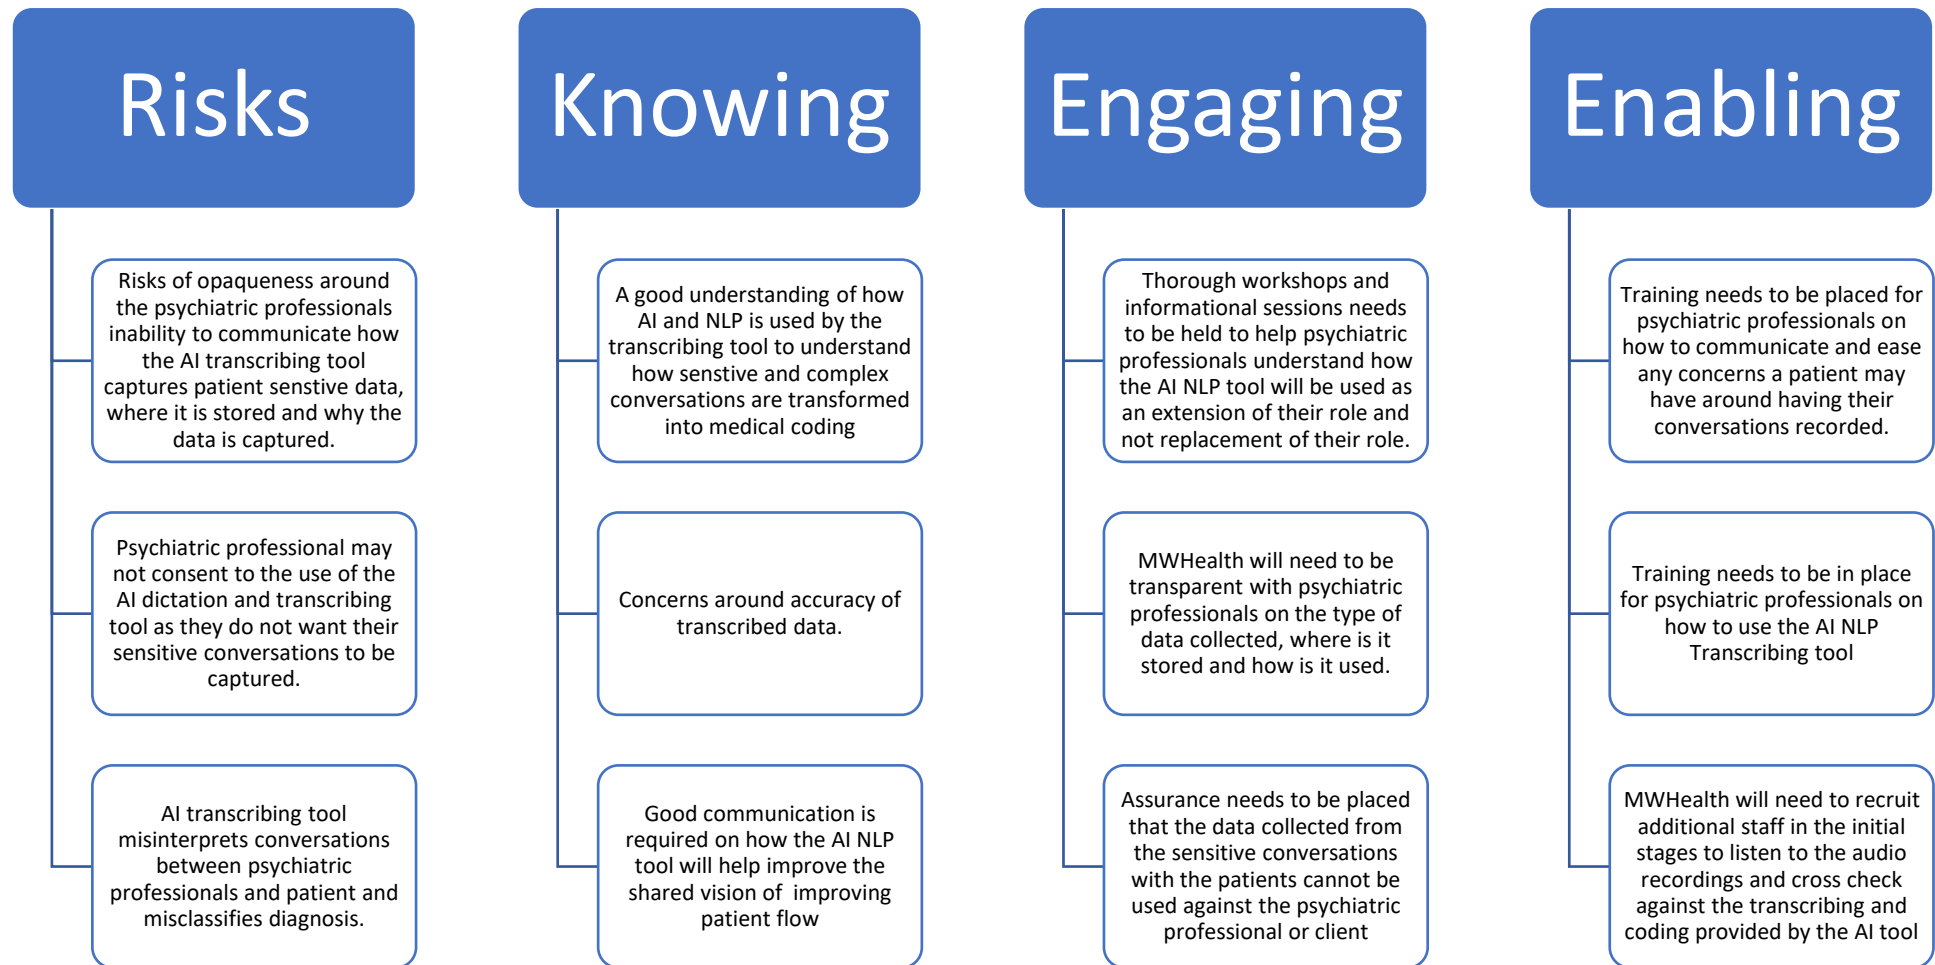 Risks
Risks of opaqueness around
the psychiatric professionals
inability to communicate how
the AI transcribing tool
captures patient senstive data,
where it is stored and why the
data is captured.
Psychiatric professional may
not consent to the use of the
AI dictation and transcribing
tool as they do not want their
sensitive conversations to be
captured.
AI transcribing tool
misinterprets conversations
between psychiatric
professionals and patient and
misclassifies diagnosis.
Knowing
A good understanding of how
AI and NLP is used by the
transcribing tool to understand
how senstive and complex
conversations are transformed
into medical coding
Concerns around accuracy of
transcribed data.
Good communication is
required on how the AI NLP
tool will help improve the
shared vision of improving
patient flow
Engaging
Thorough workshops and
informational sessions needs
to be held to help psychiatric
professionals understand how
the AI NLP tool will be used as
an extension of their role and
not replacement of their role.
MWHealth will need to be
transparent with psychiatric
professionals on the type of
data collected, where is it
stored and how is it used.
Assurance needs to be placed
that the data collected from
the sensitive conversations
with the patients cannot be
used against the psychiatric
professional or client
Enabling
Training needs to be placed for
psychiatric professionals on
how to communicate and ease
any concerns a patient may
have around having their
conversations recorded.
Training needs to be in place
for psychiatric professionals on
how to use the AI NLP
Transcribing tool
MWHealth will need to recruit
additional staff in the initial
stages to listen to the audio
recordings and cross check
against the transcribing and
coding provided by the AI tool